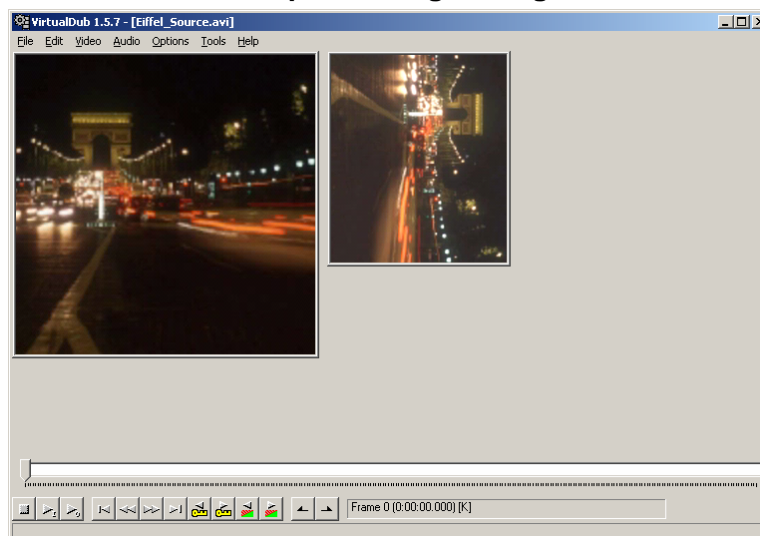 VirtualDub 1.5.7 - [Eiffel_Source.avi]
File Edit Video Audio Options Tools Help
Frame 0 (0:00:00.000) [K]